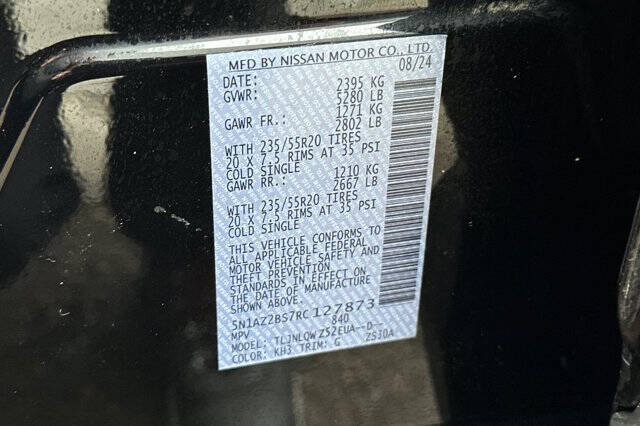 MFD BY NISSAN MOTOR CO., LTD.
DATE: 08/24
GVWR: 2395 KG
5280 LB
GAWR FR.: 1271 KG
2802 LB
WITH 235/55R20 TIRES
20 X 7.5 RIMS AT 35 PSI
COLD SINGLE
GAWR RR.: 1210 KG
2667 LB
WITH 235/55R20 TIRES
20 X 7.5 RIMS AT 35 PSI
COLD SINGLE
THIS VEHICLE CONFORMS TO
ALL APPLICABLE FEDERAL
MOTOR VEHICLE SAFETY AND
THEFT PREVENTION
STANDARDS IN EFFECT ON
THE DATE OF MANUFACTURE
SHOWN ABOVE.
5N1AZ2BS7RC127873
MPV 840
MODEL: TLJNLQWZ52EUA--D--
COLOR: KH3 TRIM: G ZS30A